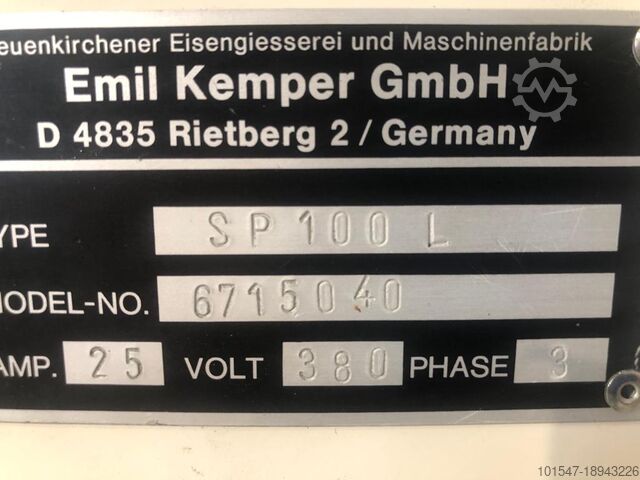 euenkirchener Eisengiesserei und Maschinenfabrik
Emil Kemper GmbH
D 4835 Rietberg 2 / Germany
YPE SP 100 L
MODEL-NO. 6715040
AMP. 25 VOLT 380 PHASE 3
101547-18943226